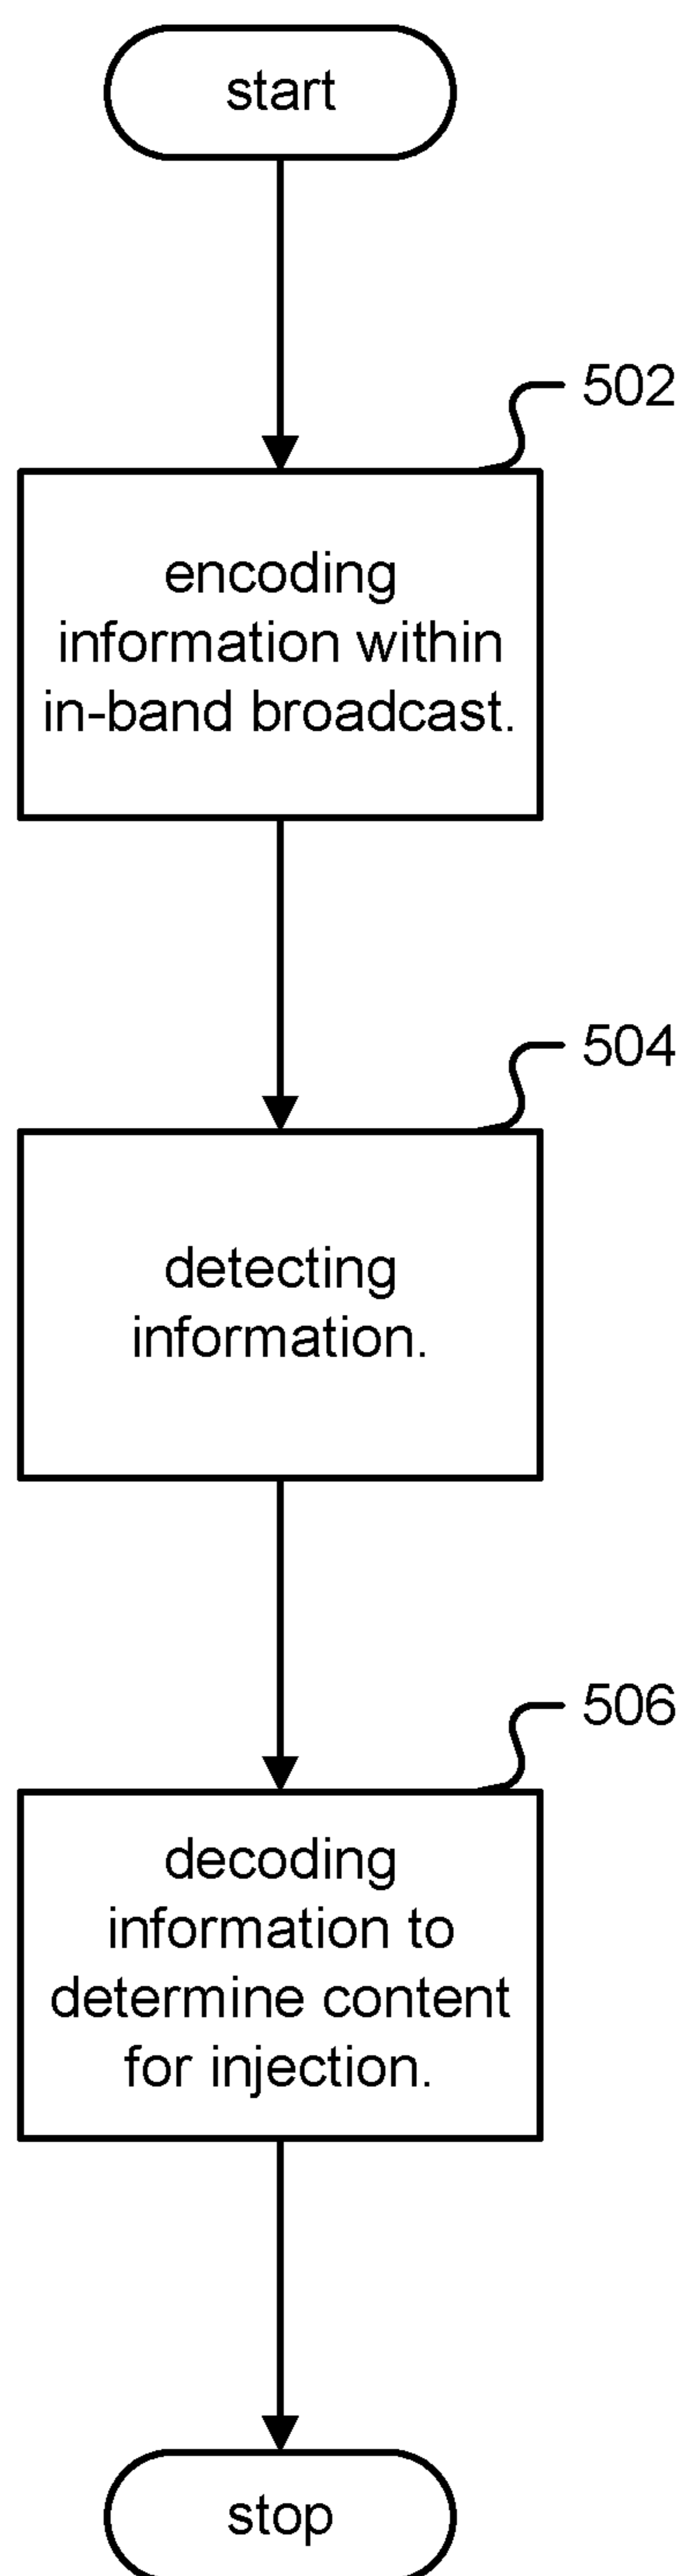 start
502
encoding
information within
in-band broadcast.
504
detecting
information.
506
decoding
information to
determine content
for injection.
stop